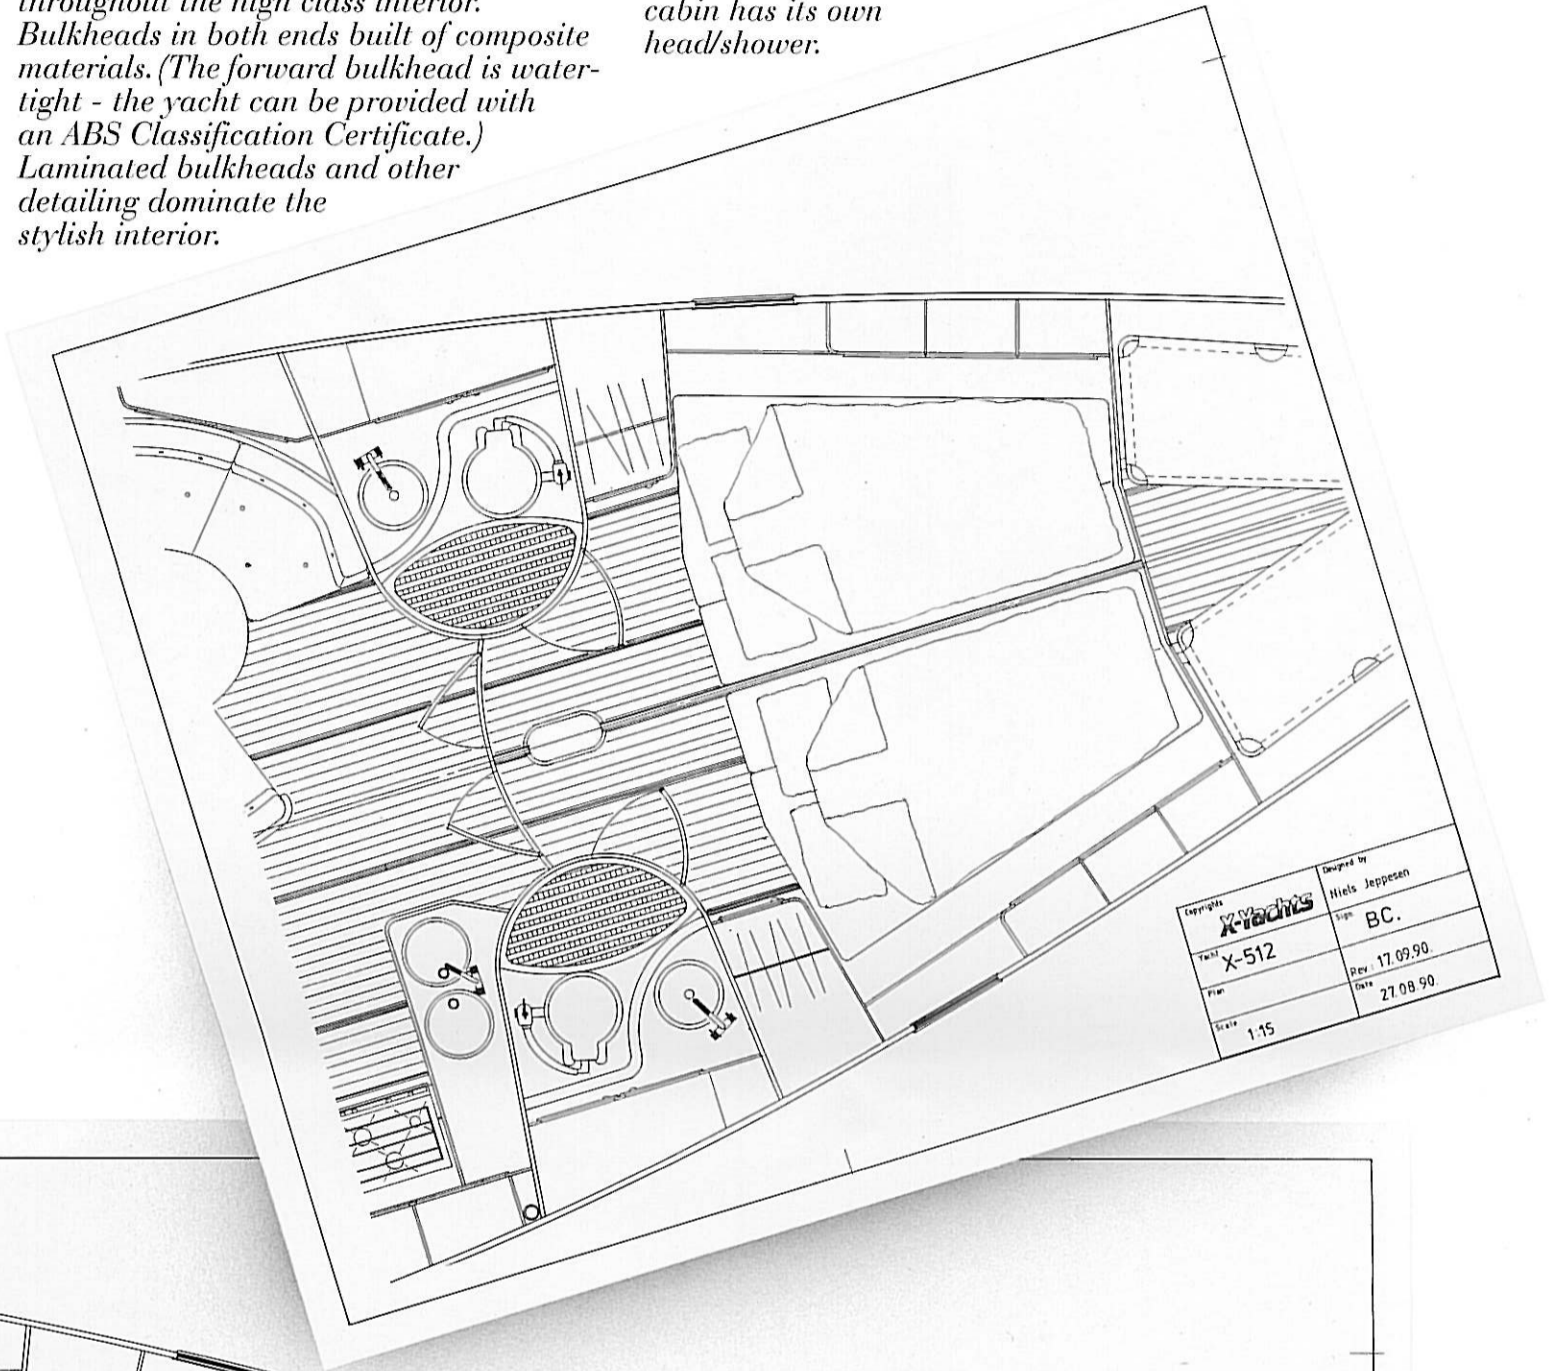 throughout the high class interior.
Bulkheads in both ends built of composite
materials. (The forward bulkhead is water-
tight - the yacht can be provided with
an ABS Classification Certificate.)
Laminated bulkheads and other
detailing dominate the
stylish interior.
cabin has its own
head/shower.
Copyrights
X-Yachts
Designed by
Niels Jeppesen
Yacht
X-512
Sign.
BC.
Plan
Rev.: 17.09.90.
Scale
1:15
Date
27.08.90.